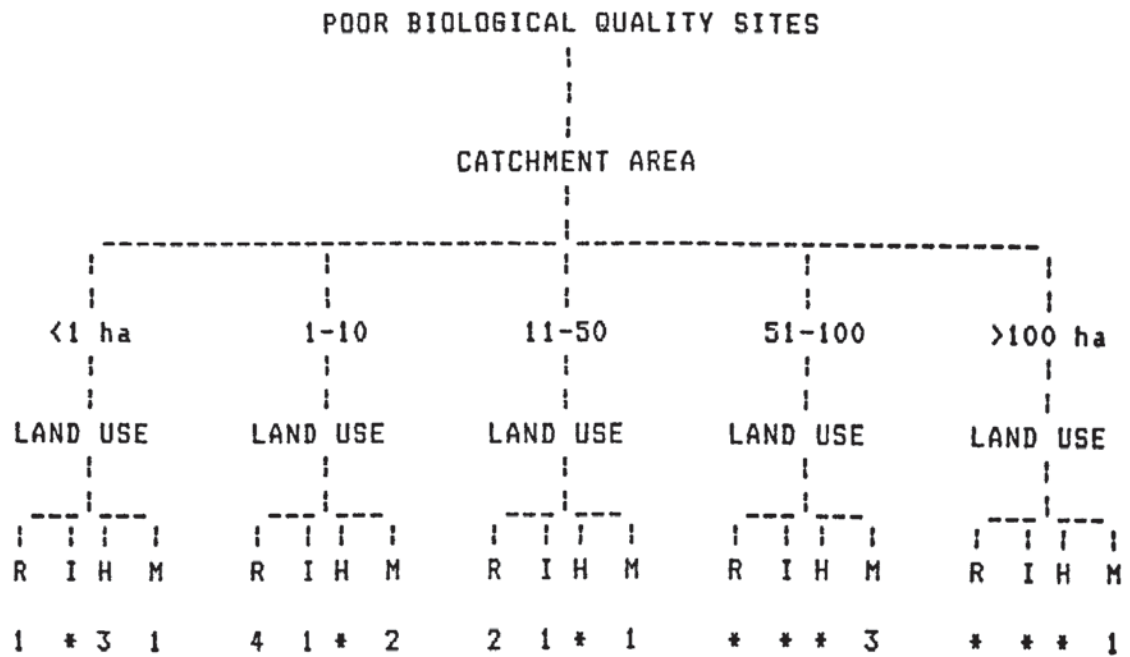 POOR BIOLOGICAL QUALITY SITES
CATCHMENT AREA
<1 ha 1-10 11-50 51-100 >100 ha
LAND USE LAND USE LAND USE LAND USE LAND USE
R I H M R I H M R I H M R I H M R I H M
1 * 3 1 4 1 * 2 2 1 * 1 * * * 3 * * * 1